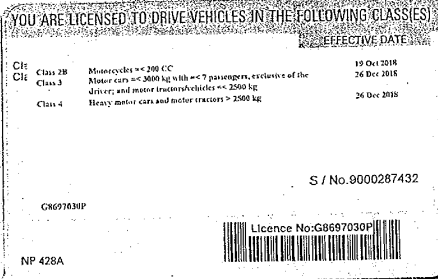 YOU ARE LICENSED TO DRIVE VEHICLES IN THE FOLLOWING CLASS(ES)
EFFECTIVE DATE
Class 2B Motorcycles =< 200 CC 19 Oct 2018
Class 3 Motor cars =< 3000 kg with =< 7 passengers, exclusive of the 26 Dec 2018
driver; and motor tractors/vehicles =< 2500 kg
Class 4 Heavy motor cars and motor tractors > 2500 kg 26 Dec 2018
S / No.9000287432
G8697030P
Licence No:G8697030P
NP 428A